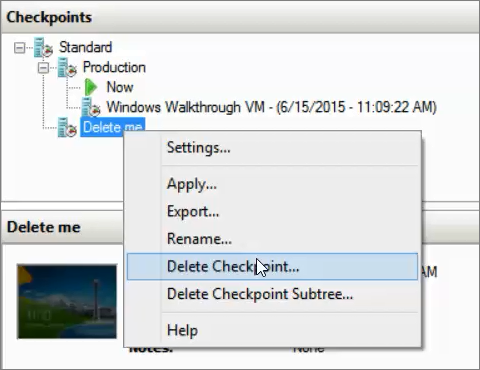 Checkpoints
Standard
Production
Now
Windows Walkthrough VM - (6/15/2015 - 11:09:22 AM)
Delete me
Settings...
Apply...
Export...
Rename...
Delete Checkpoint...
Delete Checkpoint Subtree...
Help
Delete me
AM
Notes:
None